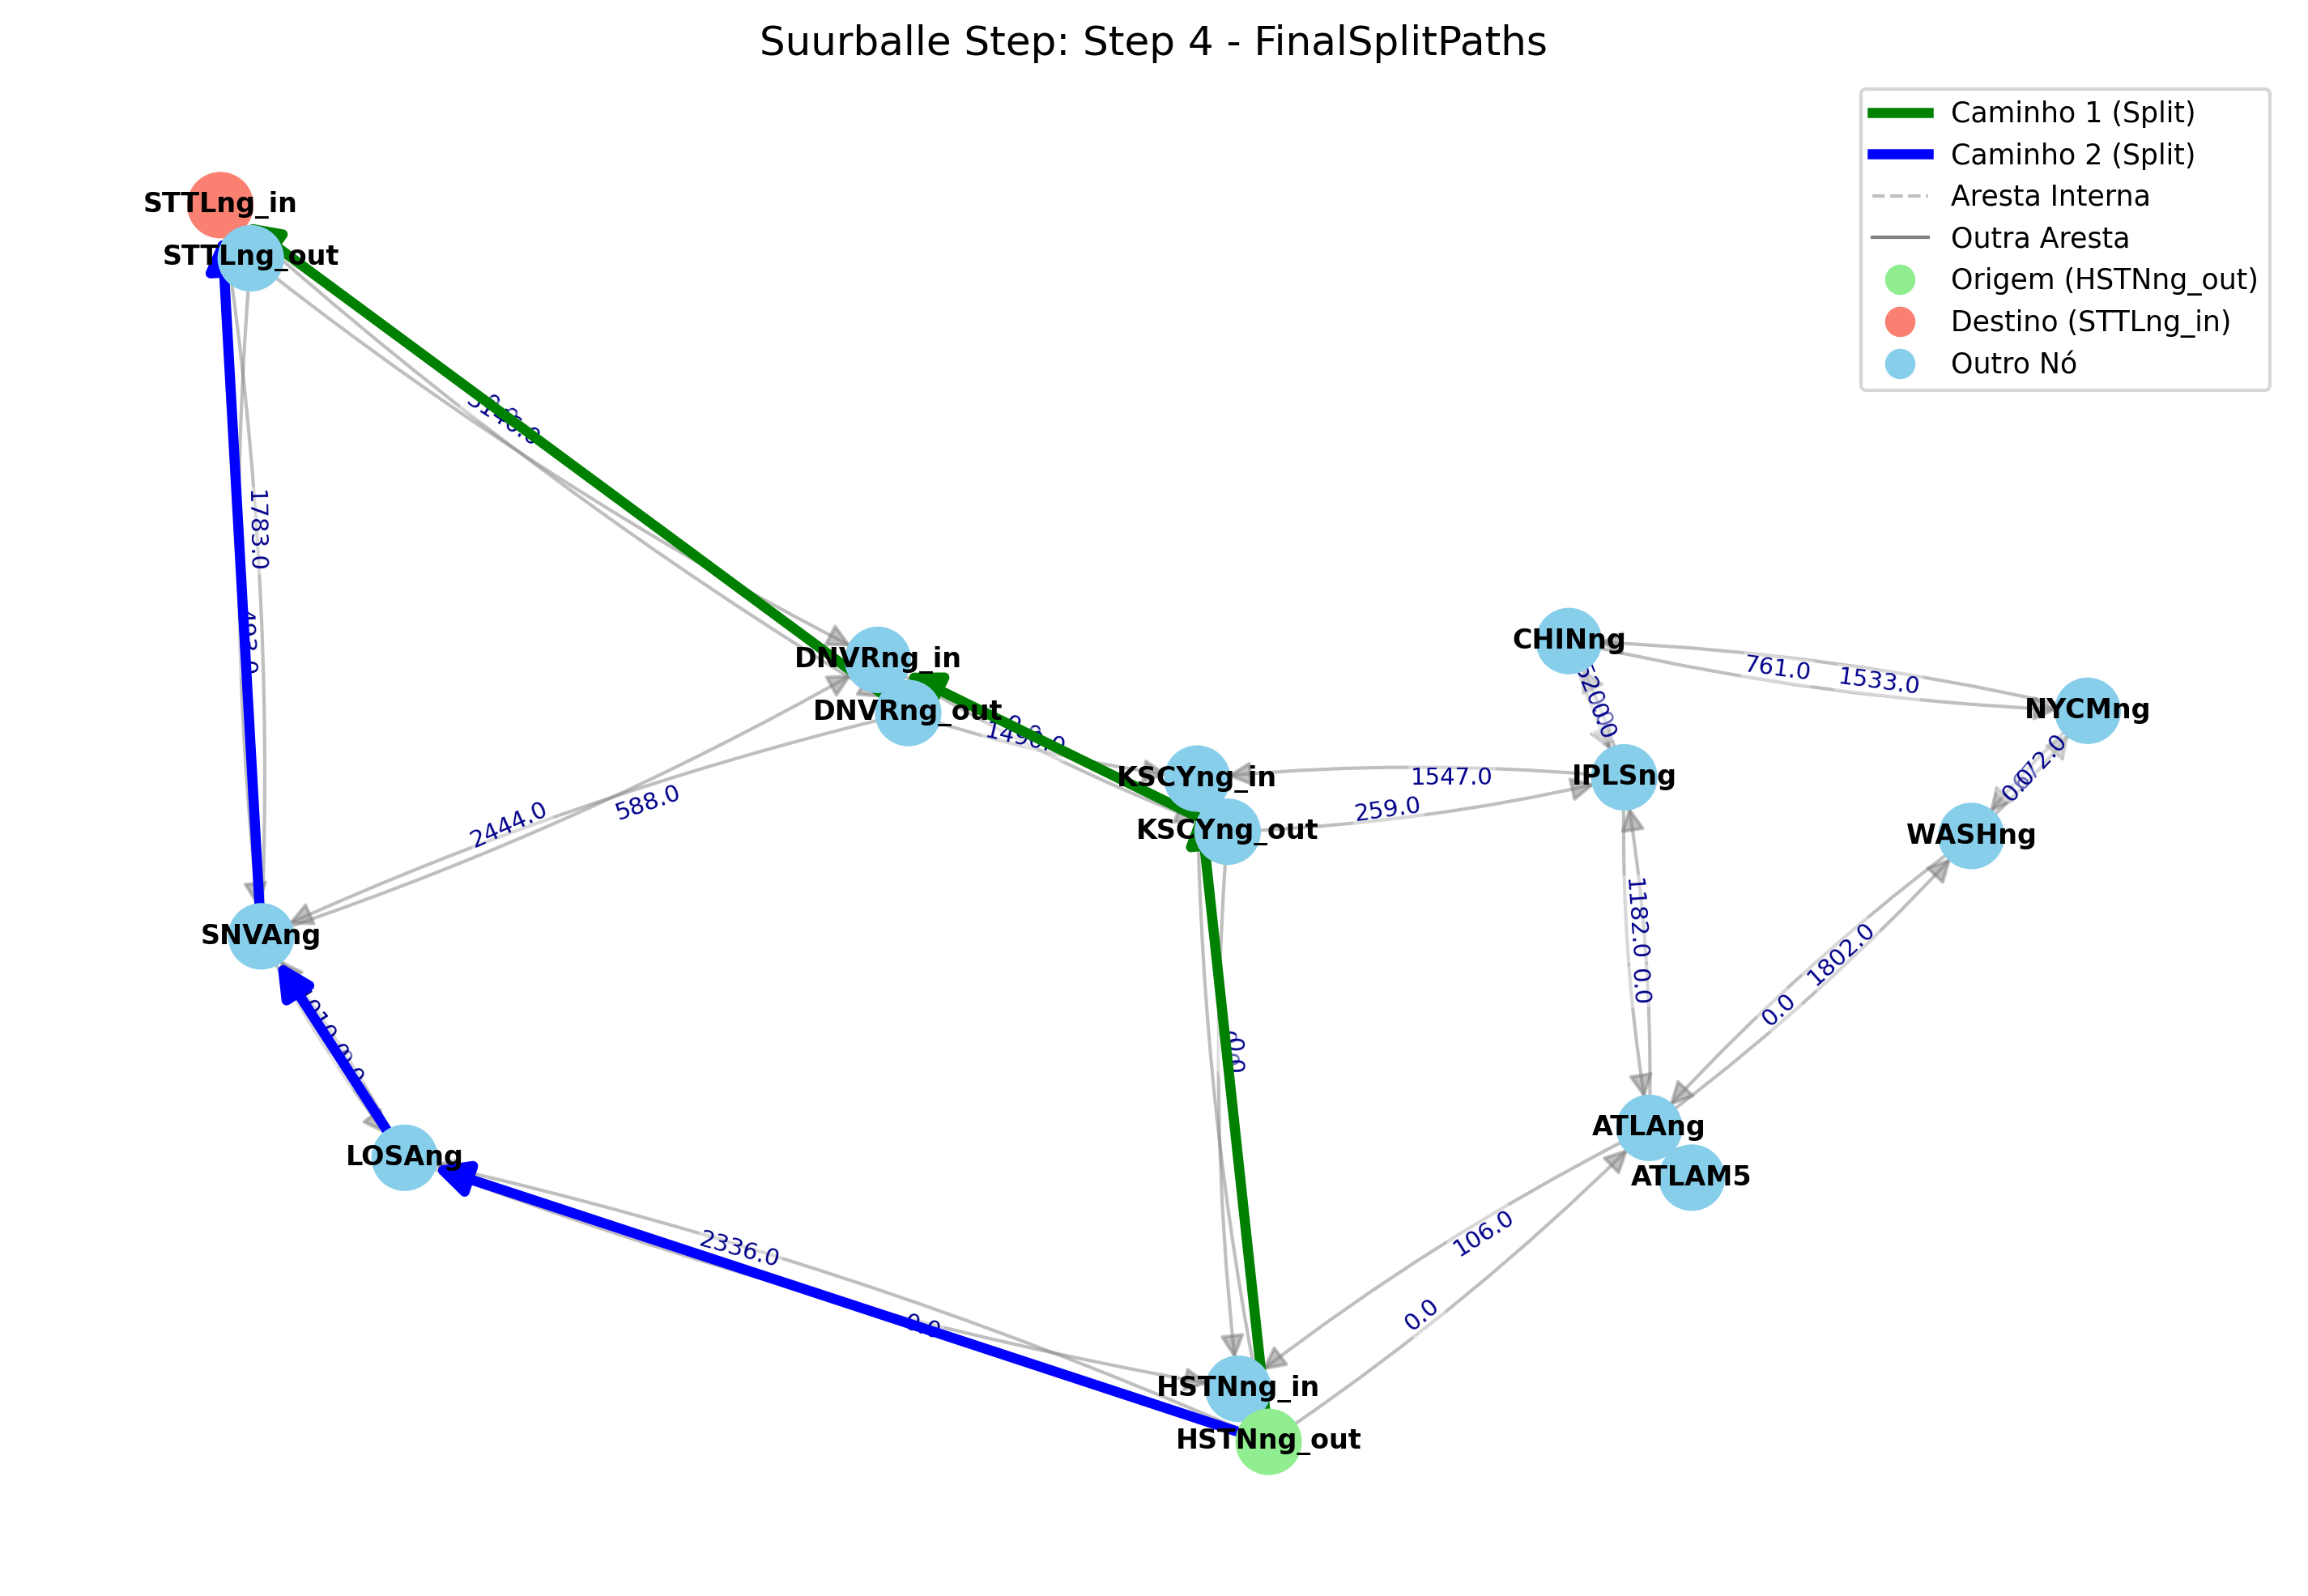 Suurballe Step: Step 4 - FinalSplitPaths
Caminho 1 (Split)
Caminho 2 (Split)
Aresta Interna
Outra Aresta
Origem (HSTNng_out)
Destino (STTLng_in)
Outro Nó
STTLng_in
STTLng_out
1783.0
CHINng
DNVRng_in
761.0
1533.0
DNVRng_out
NYCMng
KSCYng_in
1547.0
IPLSng
2444.0
588.0
259.0
KSCYng_out
WASHng
SNVAng
1182.0
0.0
1802.0
0.0
LOSAng
ATLAng
ATLAM5
2336.0
106.0
0.0
HSTNng_in
HSTNng_out